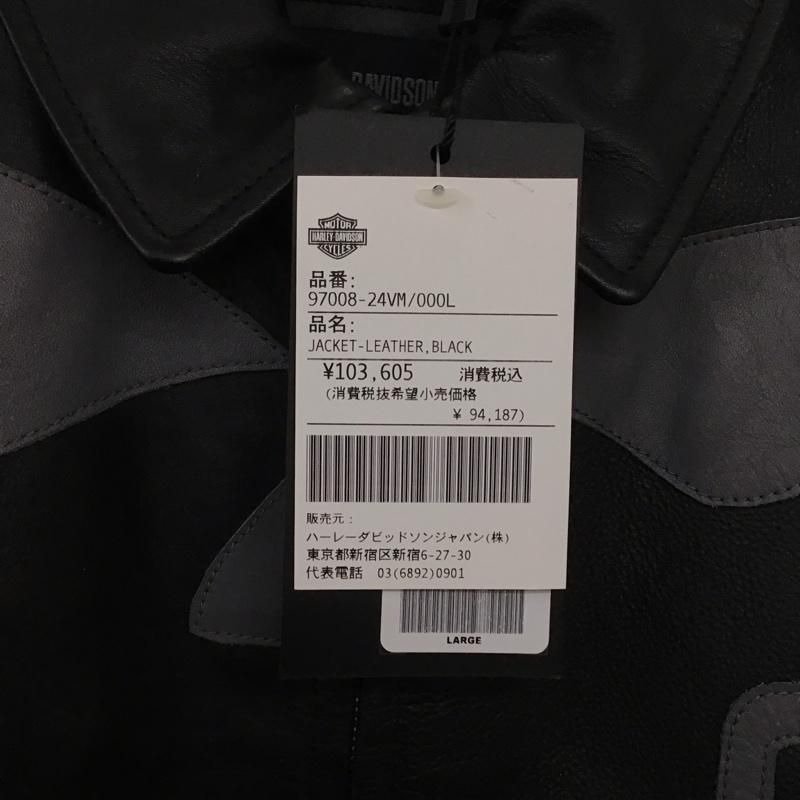 DAVIDSON
MOTOR
HARLEY-DAVIDSON
CYCLES
品番:
97008-24VM/000L
品名:
JACKET-LEATHER,BLACK
¥103,605 消費税込
(消費税抜希望小売価格
¥ 94,187)
販売元:
ハーレーダビッドソンジャパン(株)
東京都新宿区新宿6-27-30
代表電話 03(6892)0901
LARGE